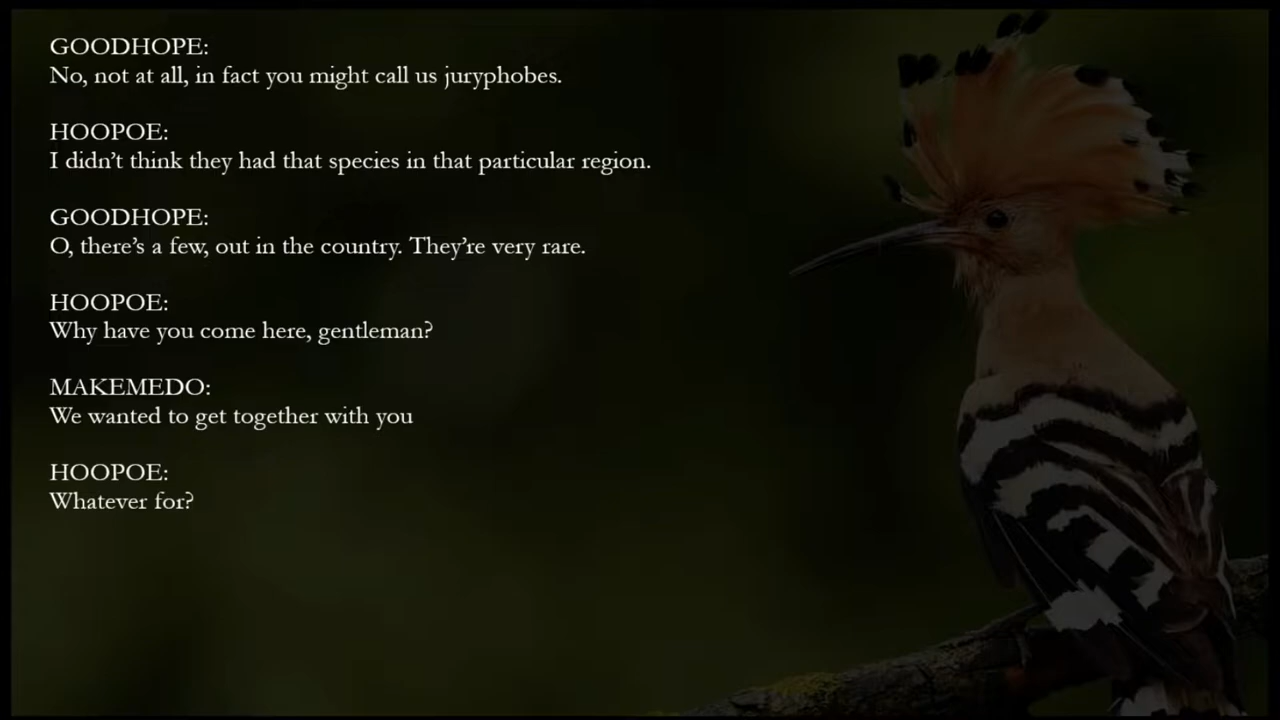 GOODHOPE:
No, not at all, in fact you might call us juryphobes.
HOOPOE:
I didn’t think they had that species in that particular region.
GOODHOPE:
O, there’s a few, out in the country. They’re very rare.
HOOPOE:
Why have you come here, gentleman?
MAKEMEDO:
We wanted to get together with you
HOOPOE:
Whatever for?